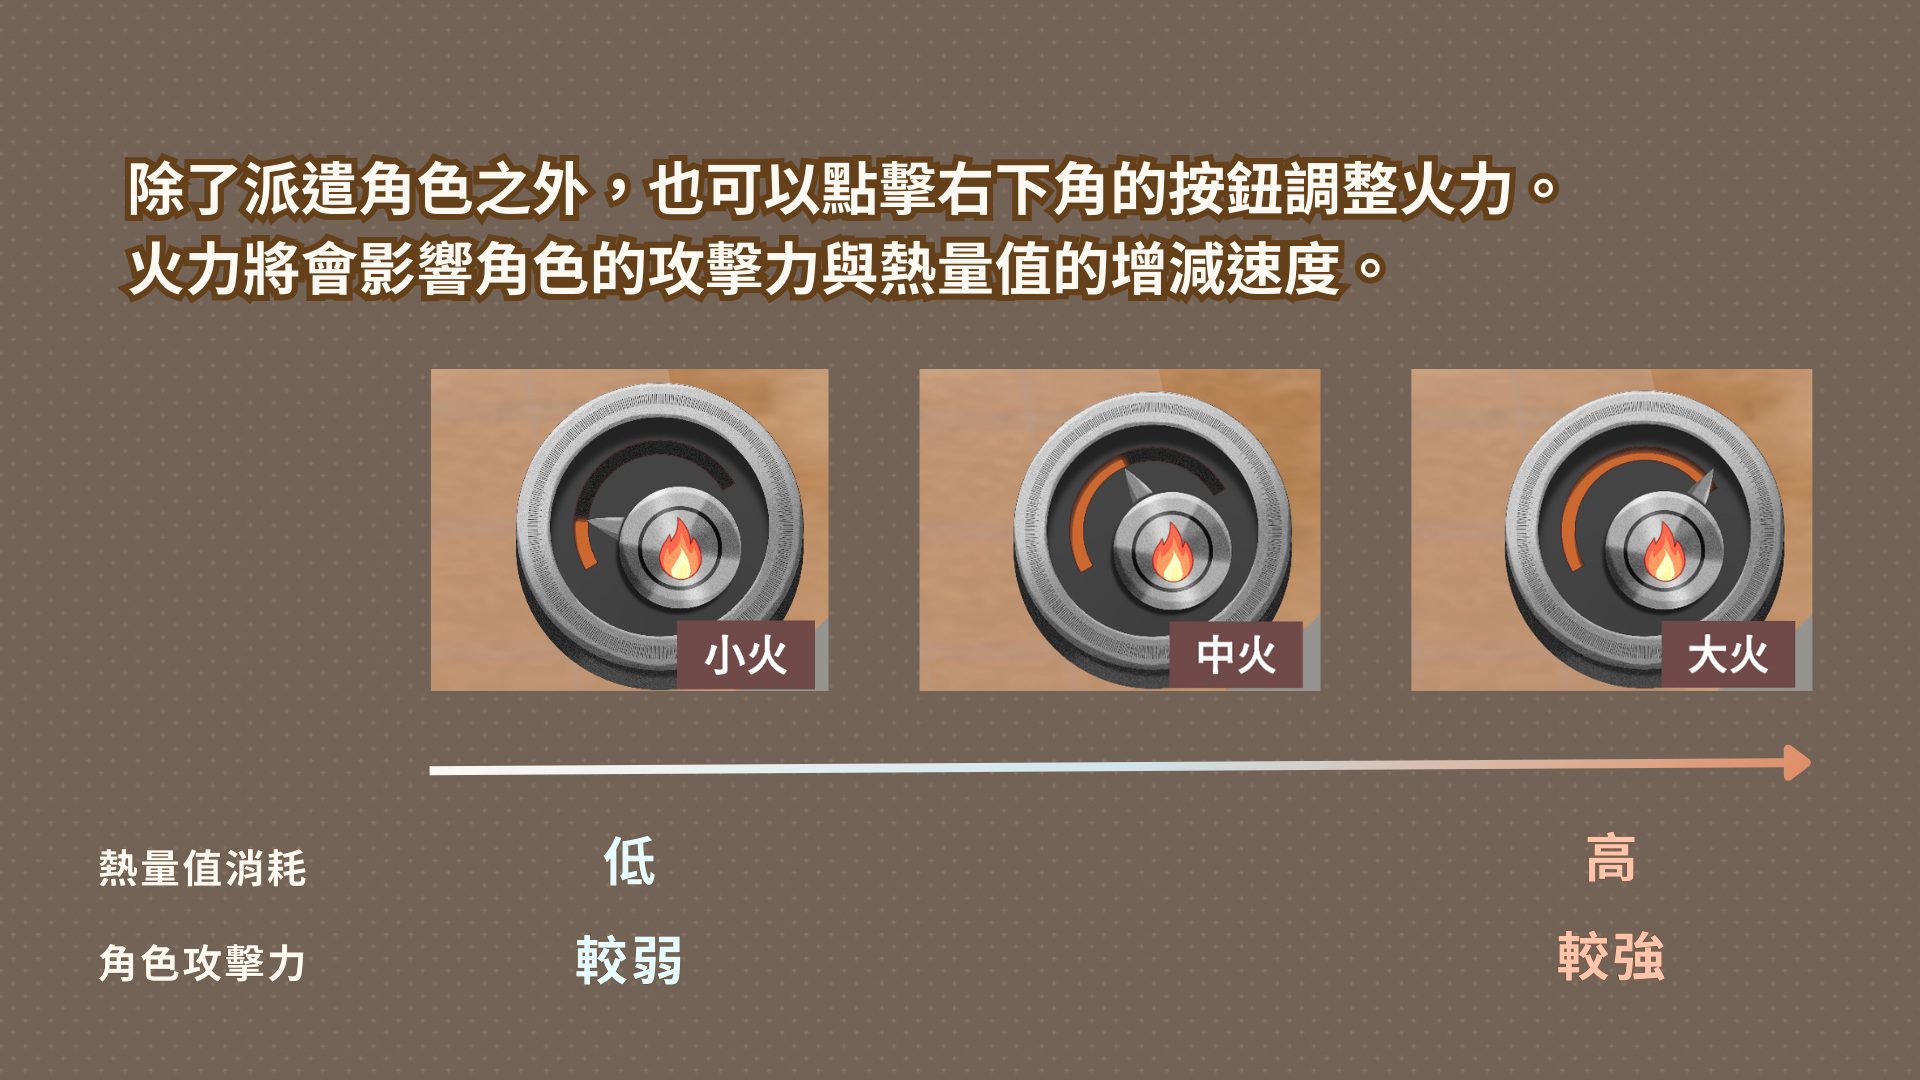 除了派遣角色之外，也可以點擊右下角的按鈕調整火力。
火力將會影響角色的攻擊力與熱量值的增減速度。
小火
中火
大火
熱量值消耗
低
高
角色攻擊力
較弱
較強